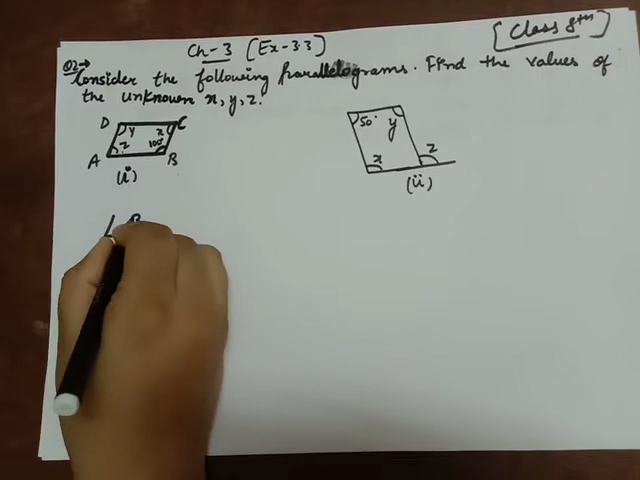 [Class 8th]
Ch-3 [Ex-3.3]
Q2→ Consider the following parallelograms. Find the values of
the unknown x, y, z.
D y x C
A z 100° B
(i)
50° y
x z
(ii)
∠B